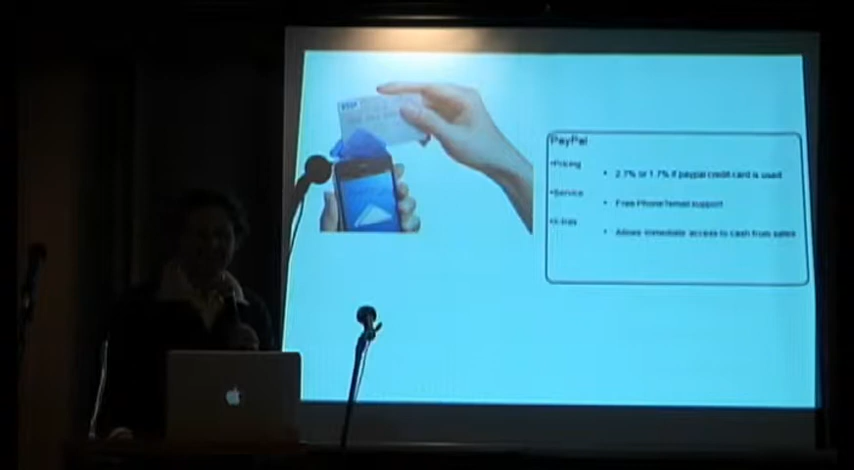 PayPal
•Pricing
• 2.7% or 1.7% if paypal credit card is used
•Service
• Free Phone/email support
• Allows immediate access to cash from sales